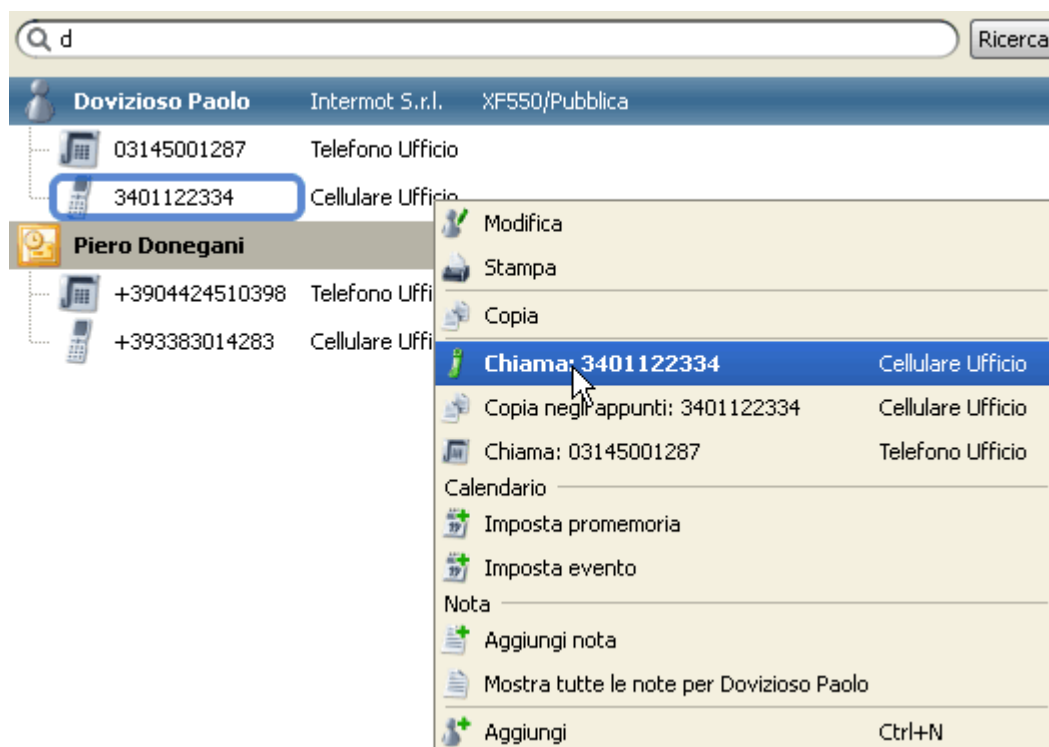 d
Ricerca
Dovizioso Paolo Intermot S.r.l. XF550/Pubblica
03145001287 Telefono Ufficio
3401122334 Cellulare Ufficio
Piero Donegani
+3904424510398 Telefono Uffi
+393383014283 Cellulare Uffi
Modifica
Stampa
Copia
Chiama: 3401122334 Cellulare Ufficio
Copia negli appunti: 3401122334 Cellulare Ufficio
Chiama: 03145001287 Telefono Ufficio
Calendario
Imposta promemoria
Imposta evento
Nota
Aggiungi nota
Mostra tutte le note per Dovizioso Paolo
Aggiungi Ctrl+N